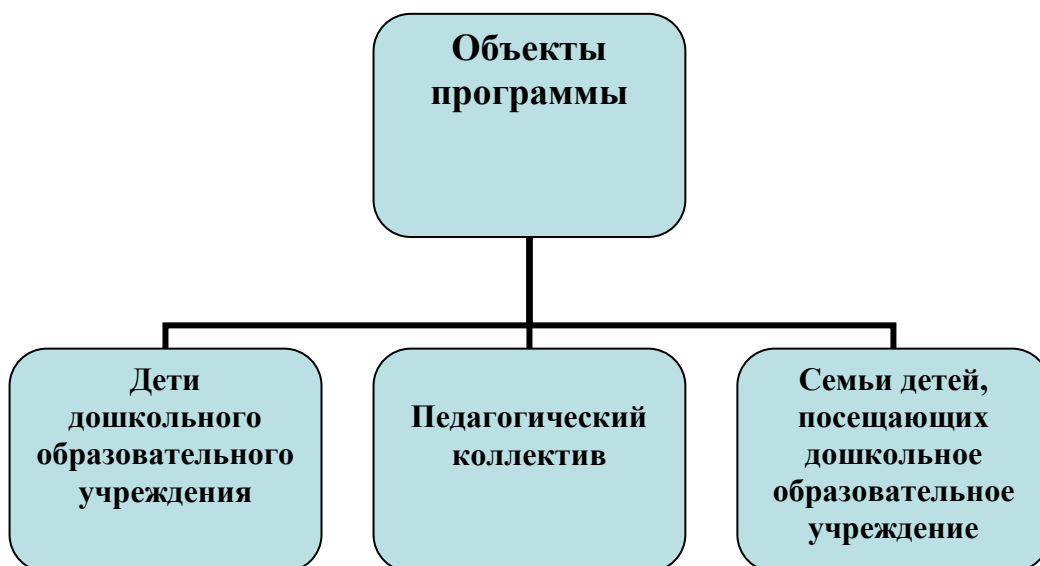 Объекты
программы
Дети
дошкольного
образовательного
учреждения
Педагогический
коллектив
Семьи детей,
посещающих
дошкольное
образовательное
учреждение